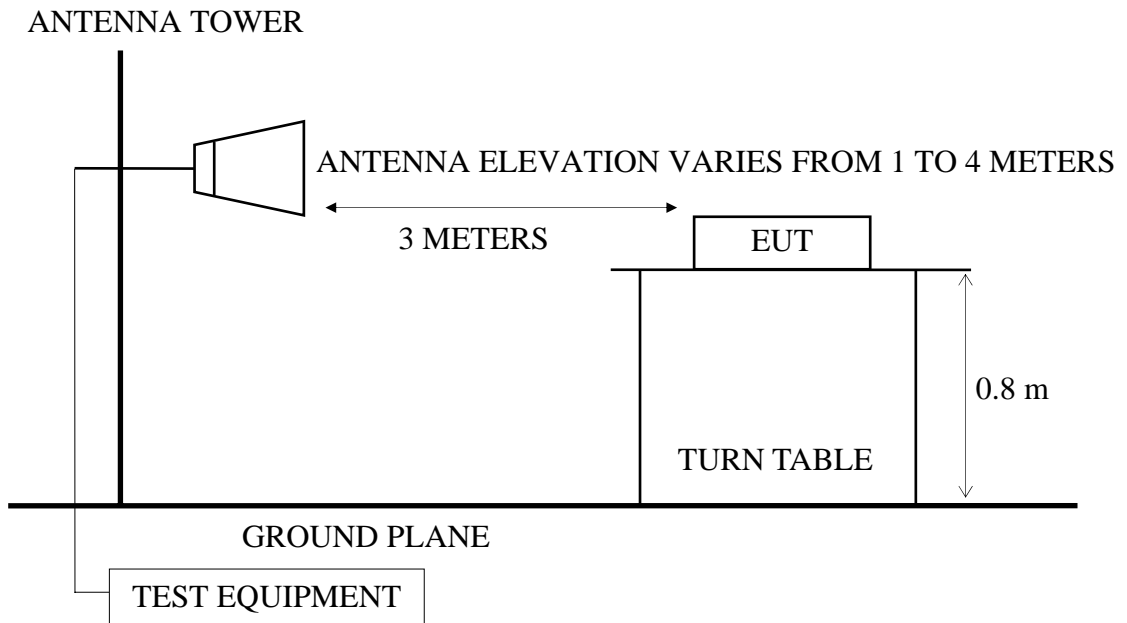 ANTENNA TOWER
ANTENNA ELEVATION VARIES FROM 1 TO 4 METERS
3 METERS
EUT
0.8 m
TURN TABLE
GROUND PLANE
TEST EQUIPMENT